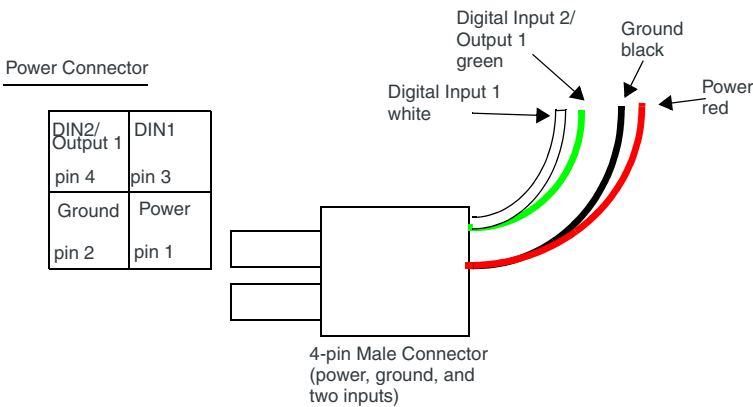 Power Connector
DIN2/
Output 1
pin 4
DIN1
pin 3
Ground
pin 2
Power
pin 1
Digital Input 2/
Output 1
green
Digital Input 1
white
Ground
black
Power
red
4-pin Male Connector
(power, ground, and
two inputs)